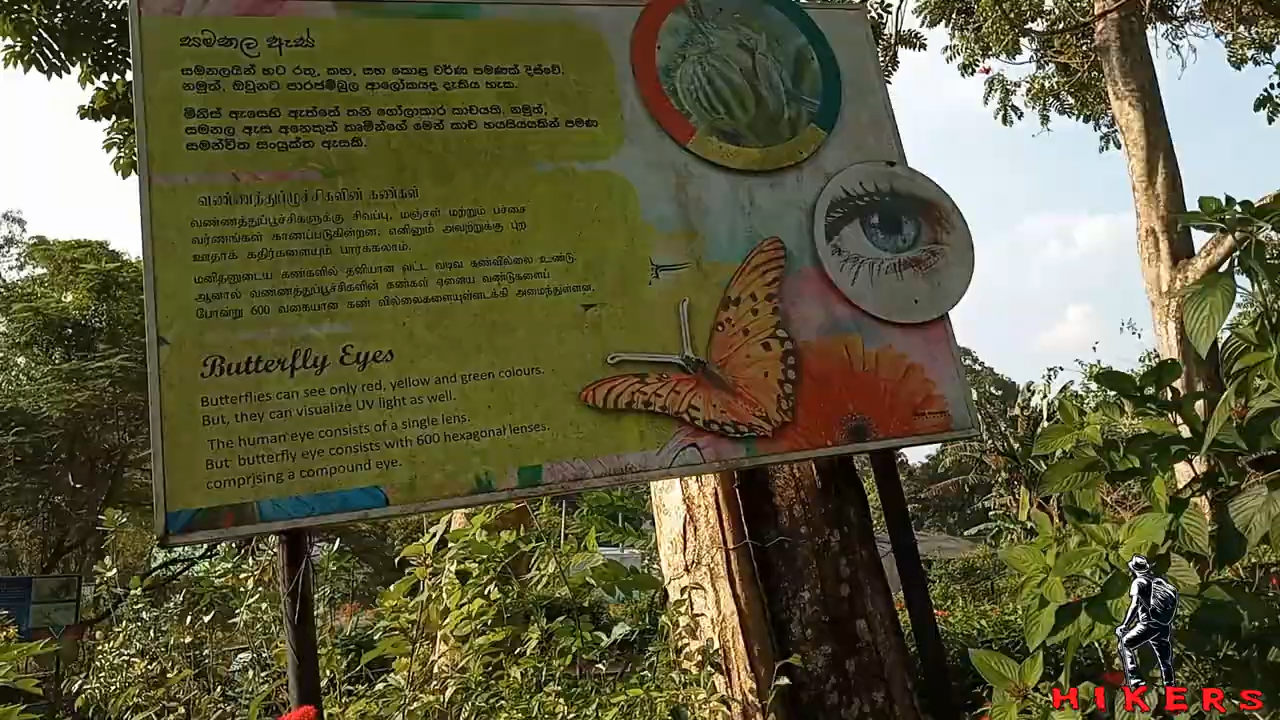 සමනල ඇස්
සමනලයින් හට රතු, කහ, සහ කොළ වර්ණ පමණක් දිස්වේ.
නමුත්, ඔවුනට පාරජම්බුල ආලෝකයද දැකිය හැක.
මිනිස් ඇසෙහි ඇත්තේ තනි ගෝලාකාර කාචයකි, නමුත්,
සමනල ඇස අනෙකුත් කෘමින්ගේ මෙන් කාච හයසියයකින් පමණ
සමන්විත සංයුක්ත ඇසකි.
வண்ணத்துப்பூச்சிகளின் கண்கள்
வண்ணத்துப்பூச்சிகளுக்கு சிவப்பு, மஞ்சள் மற்றும் பச்சை
வர்ணங்கள் காணப்படுகின்றன. எனினும் அவற்றுக்கு புற
ஊதாக் கதிர்களையும் பார்க்கலாம்.
மனிதனுடைய கண்களில் தனியான வட்ட வடிவ கண்வில்லை உண்டு.
ஆனால் வண்ணத்துப்பூச்சிகளின் கண்கள் ஏனைய வண்டுகளைப்
போன்று 600 வகையான கண் வில்லைகளையுள்ளடக்கி அமைந்துள்ளன.
Butterfly Eyes
Butterflies can see only red, yellow and green colours.
But, they can visualize UV light as well.
The human eye consists of a single lens.
But butterfly eye consists with 600 hexagonal lenses.
comprising a compound eye.
HIKERS